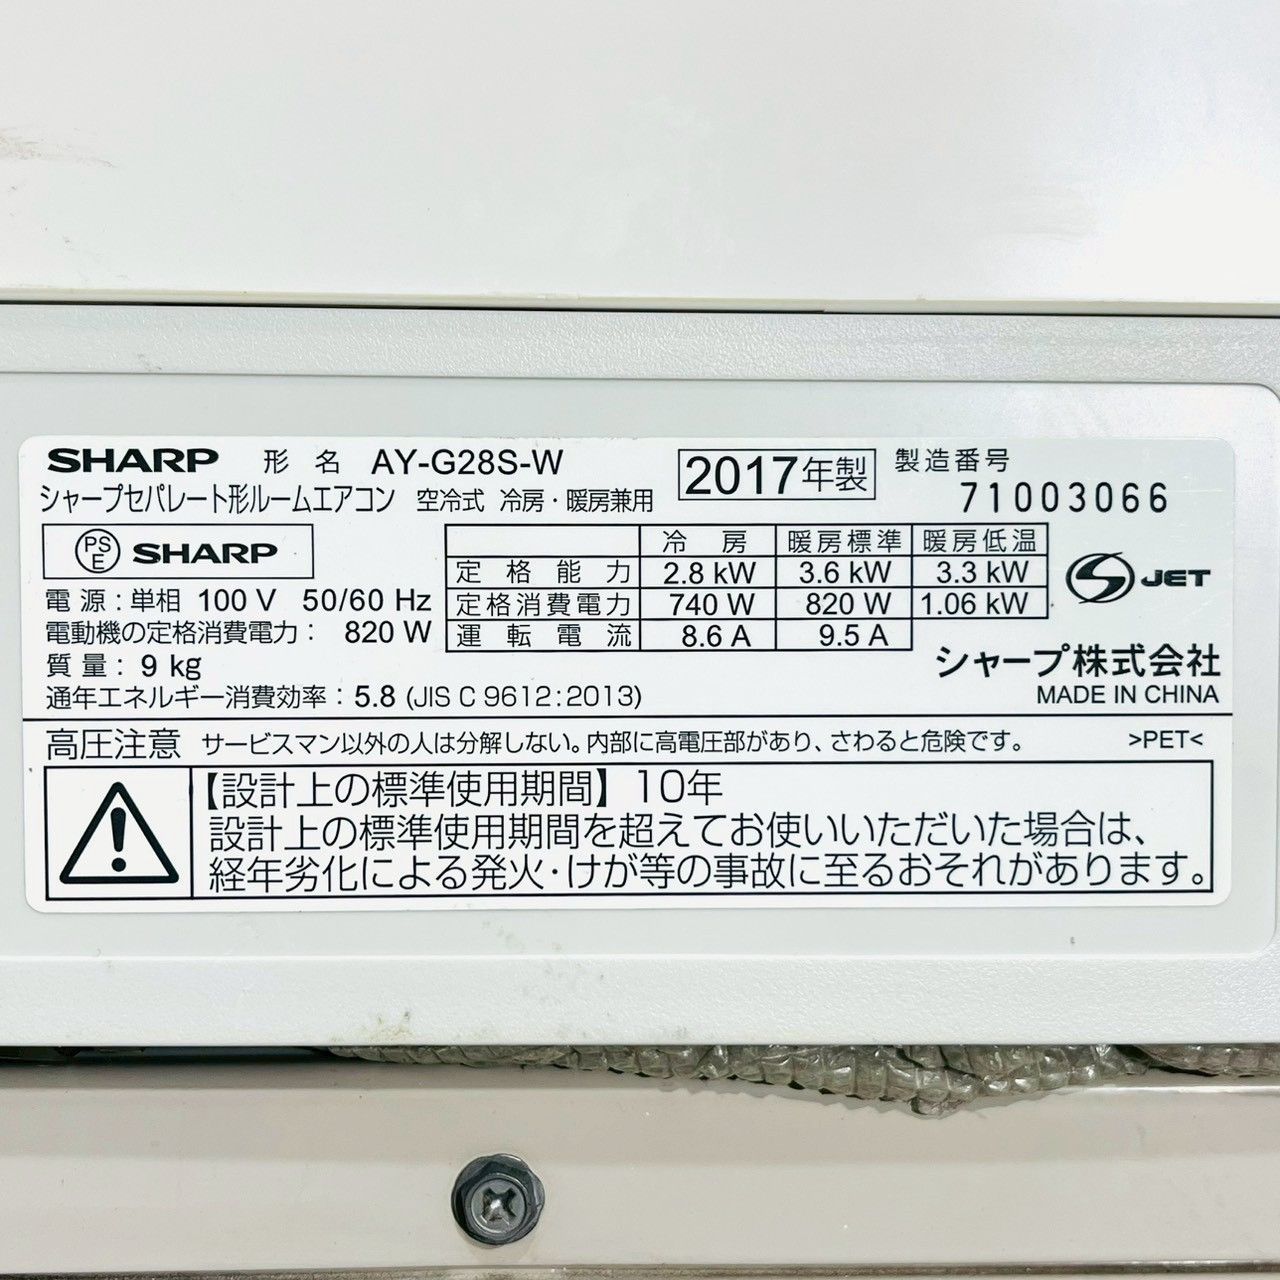 SHARP 形名 AY-G28S-W 2017年製 製造番号
シャープセパレート形ルームエアコン 空冷式 冷房・暖房兼用 71003066
PSE SHARP
電源:単相 100 V 50/60 Hz
電動機の定格消費電力: 820 W
質量: 9 kg
通年エネルギー消費効率: 5.8 (JIS C 9612:2013)
冷房 暖房標準 暖房低温
定格能力 2.8 kW 3.6 kW 3.3 kW
定格消費電力 740 W 820 W 1.06 kW
運転電流 8.6 A 9.5 A
S JET
シャープ株式会社
MADE IN CHINA
高圧注意 サービスマン以外の人は分解しない。内部に高電圧部があり、さわると危険です。 >PET<
【設計上の標準使用期間】10年
設計上の標準使用期間を超えてお使いいただいた場合は、
経年劣化による発火・けが等の事故に至るおそれがあります。